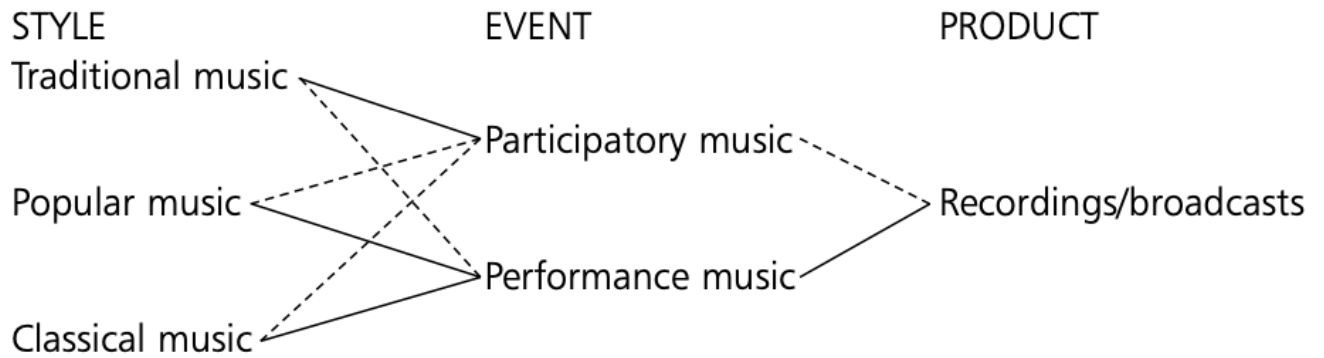 STYLE EVENT PRODUCT
Traditional music
Participatory music
Popular music Recordings/broadcasts
Performance music
Classical music